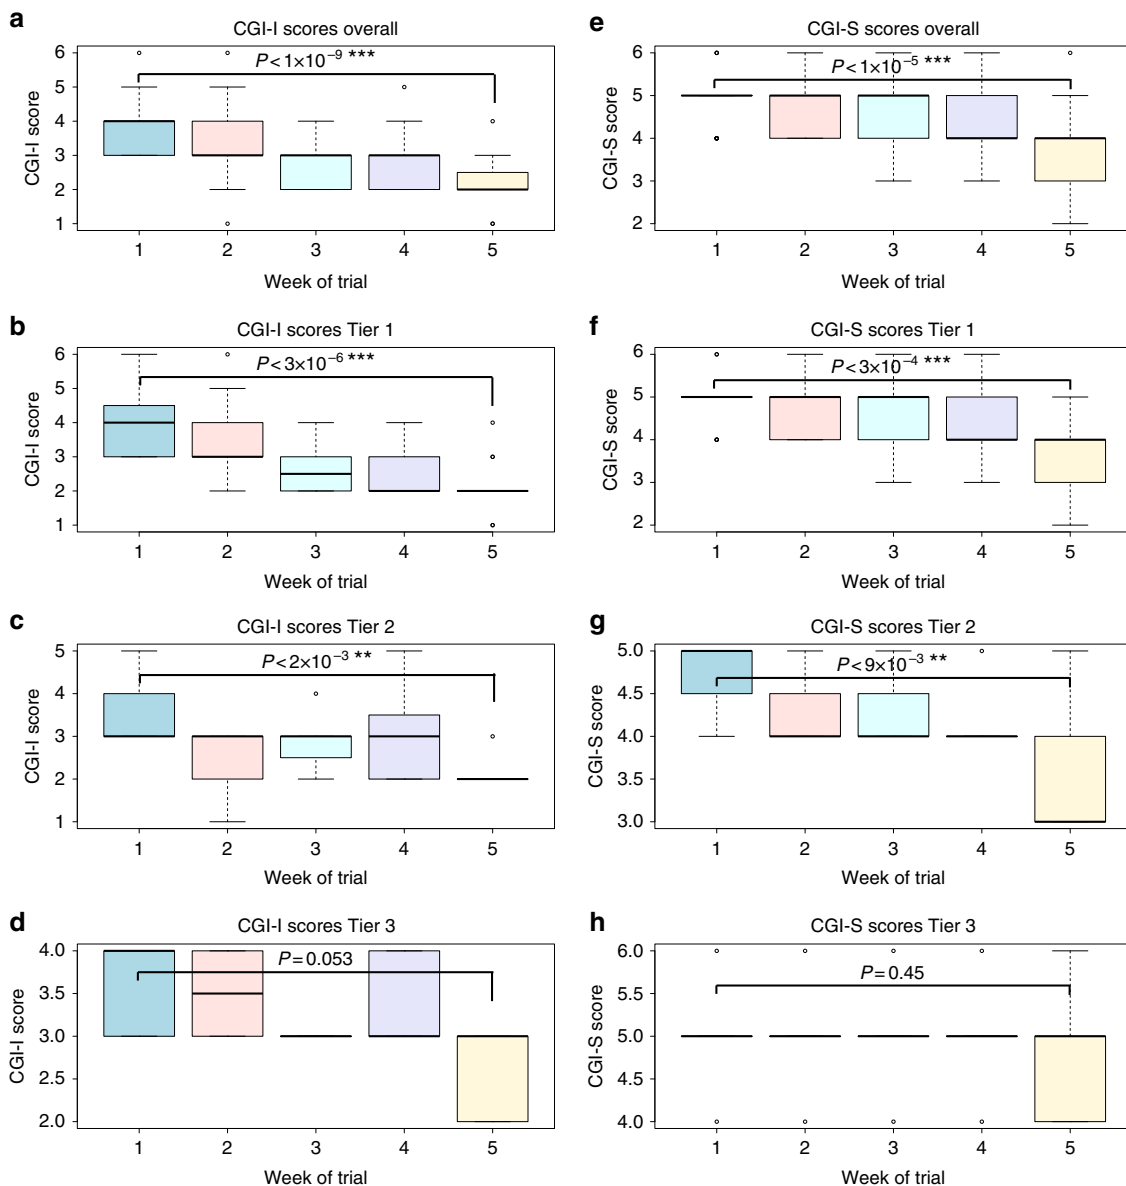 a
CGI-I scores overall
P < 1×10⁻⁹ ***
CGI-I score
6
5
4
3
2
1
1 2 3 4 5
Week of trial
b
CGI-I scores Tier 1
P < 3×10⁻⁶ ***
CGI-I score
6
5
4
3
2
1
1 2 3 4 5
Week of trial
c
CGI-I scores Tier 2
P < 2×10⁻³ **
CGI-I score
5
4
3
2
1
1 2 3 4 5
Week of trial
d
CGI-I scores Tier 3
P = 0.053
CGI-I score
4.0
3.5
3.0
2.5
2.0
1 2 3 4 5
Week of trial
e
CGI-S scores overall
P < 1×10⁻⁵ ***
CGI-S score
6
5
4
3
2
1 2 3 4 5
Week of trial
f
CGI-S scores Tier 1
P < 3×10⁻⁴ ***
CGI-S score
6
5
4
3
2
1 2 3 4 5
Week of trial
g
CGI-S scores Tier 2
P < 9×10⁻³ **
CGI-S score
5.0
4.5
4.0
3.5
3.0
1 2 3 4 5
Week of trial
h
CGI-S scores Tier 3
P = 0.45
CGI-S score
6.0
5.5
5.0
4.5
4.0
1 2 3 4 5
Week of trial